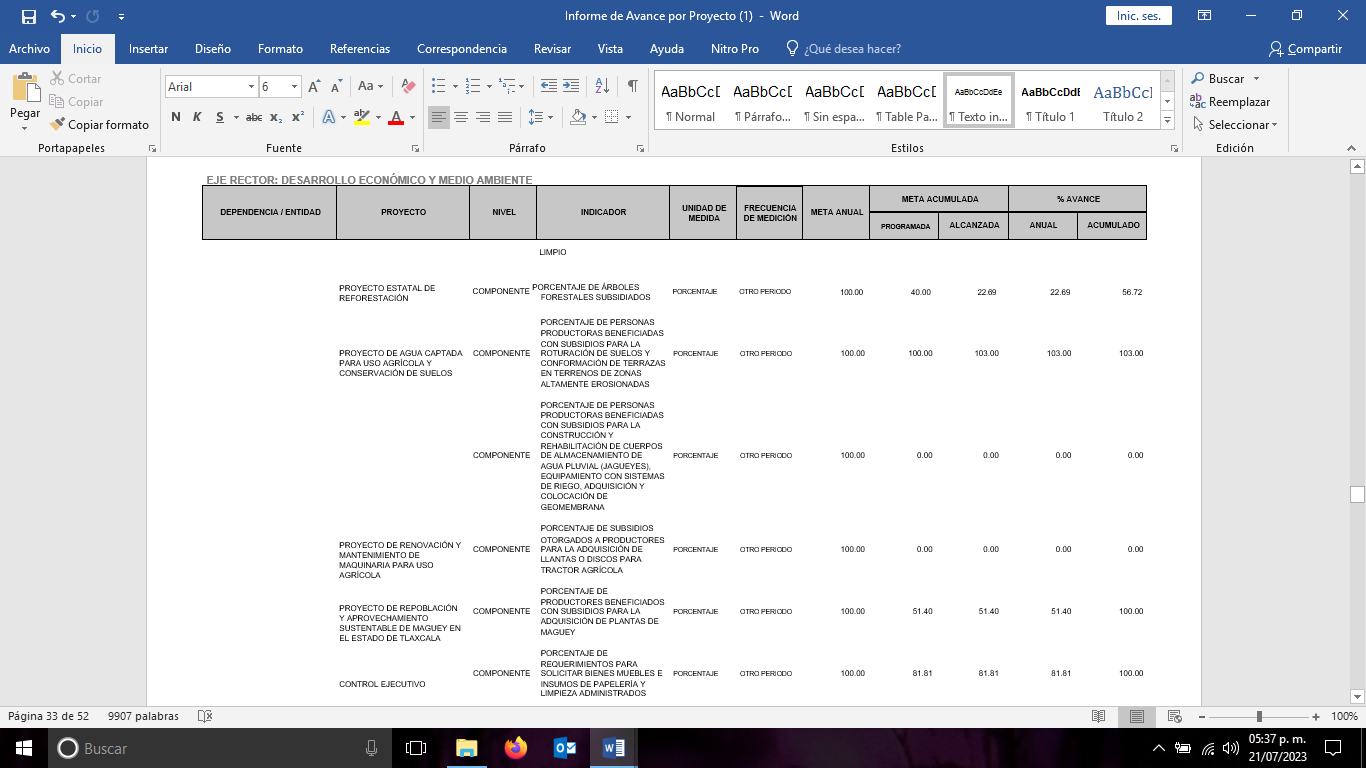 Informe de Avance por Proyecto (1) - Word
Inic. ses.
Archivo
Inicio
Insertar
Diseño
Formato
Referencias
Correspondencia
Revisar
Vista
Ayuda
Nitro Pro
¿Qué desea hacer?
Compartir
Pegar
Cortar
Copiar
Copiar formato
Portapapeles
Arial
6
A A Aa
N K S abc x₂ x²
A A
Fuente
Párrafo
AaBbCcD AaBbCcD AaBbCcD AaBbCcD AaBbCcDdEe AaBbCcDdE AaBbCcI
¶ Normal
¶ Párrafo...
¶ Sin espa...
¶ Table Pa...
¶ Texto in...
¶ Título 1
Título 2
Estilos
Buscar
Reemplazar
Seleccionar
Edición
EJE RECTOR: DESARROLLO ECONÓMICO Y MEDIO AMBIENTE
DEPENDENCIA / ENTIDAD
PROYECTO
NIVEL
INDICADOR
UNIDAD DE
MEDIDA
FRECUENCIA
DE MEDICIÓN
META ANUAL
META ACUMULADA
PROGRAMADA
ALCANZADA
% AVANCE
ANUAL
ACUMULADO
LIMPIO
PROYECTO ESTATAL DE
REFORESTACIÓN
COMPONENTE
PORCENTAJE DE ÁRBOLES
FORESTALES SUBSIDIADOS
PORCENTAJE
OTRO PERIODO
100.00
40.00
22.69
22.69
56.72
PROYECTO DE AGUA CAPTADA
PARA USO AGRÍCOLA Y
CONSERVACIÓN DE SUELOS
COMPONENTE
PORCENTAJE DE PERSONAS
PRODUCTORAS BENEFICIADAS
CON SUBSIDIOS PARA LA
ROTURACIÓN DE SUELOS Y
CONFORMACIÓN DE TERRAZAS
EN TERRENOS DE ZONAS
ALTAMENTE EROSIONADAS
PORCENTAJE
OTRO PERIODO
100.00
100.00
103.00
103.00
103.00
COMPONENTE
PORCENTAJE DE PERSONAS
PRODUCTORAS BENEFICIADAS
CON SUBSIDIOS PARA LA
CONSTRUCCIÓN Y
REHABILITACIÓN DE CUERPOS
DE ALMACENAMIENTO DE
AGUA PLUVIAL (JAGUEYES),
EQUIPAMIENTO CON SISTEMAS
DE RIEGO, ADQUISICIÓN Y
COLOCACIÓN DE
GEOMEMBRANA
PORCENTAJE
OTRO PERIODO
100.00
0.00
0.00
0.00
0.00
PROYECTO DE RENOVACIÓN Y
MANTENIMIENTO DE
MAQUINARIA PARA USO
AGRÍCOLA
COMPONENTE
PORCENTAJE DE SUBSIDIOS
OTORGADOS A PRODUCTORES
PARA LA ADQUISICIÓN DE
LLANTAS O DISCOS PARA
TRACTOR AGRÍCOLA
PORCENTAJE
OTRO PERIODO
100.00
0.00
0.00
0.00
0.00
PROYECTO DE REPOBLACIÓN
Y APROVECHAMIENTO
SUSTENTABLE DE MAGUEY EN
EL ESTADO DE TLAXCALA
COMPONENTE
PORCENTAJE DE
PRODUCTORES BENEFICIADOS
CON SUBSIDIOS PARA LA
ADQUISICIÓN DE PLANTAS DE
MAGUEY
PORCENTAJE
OTRO PERIODO
100.00
51.40
51.40
51.40
100.00
CONTROL EJECUTIVO
COMPONENTE
PORCENTAJE DE
REQUERIMIENTOS PARA
SOLICITAR BIENES MUEBLES E
INSUMOS DE PAPELERÍA Y
LIMPIEZA ADMINISTRADOS
PORCENTAJE
OTRO PERIODO
100.00
81.81
81.81
81.81
100.00
Página 33 de 52
9907 palabras
100%
Buscar
05:37 p. m.
21/07/2023